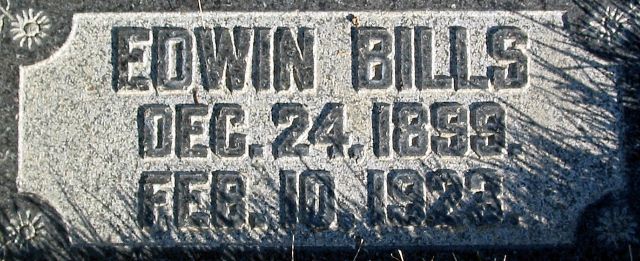 EDWIN BILLS
DEC. 24, 1899.
FEB. 10, 1923.